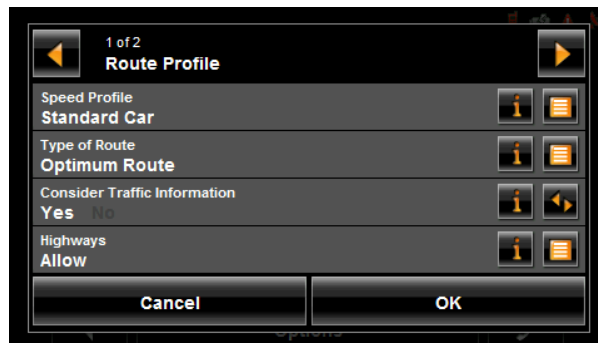 1 of 2
Route Profile
Speed Profile
Standard Car
Type of Route
Optimum Route
Consider Traffic Information
Yes No
Highways
Allow
Cancel OK
Options